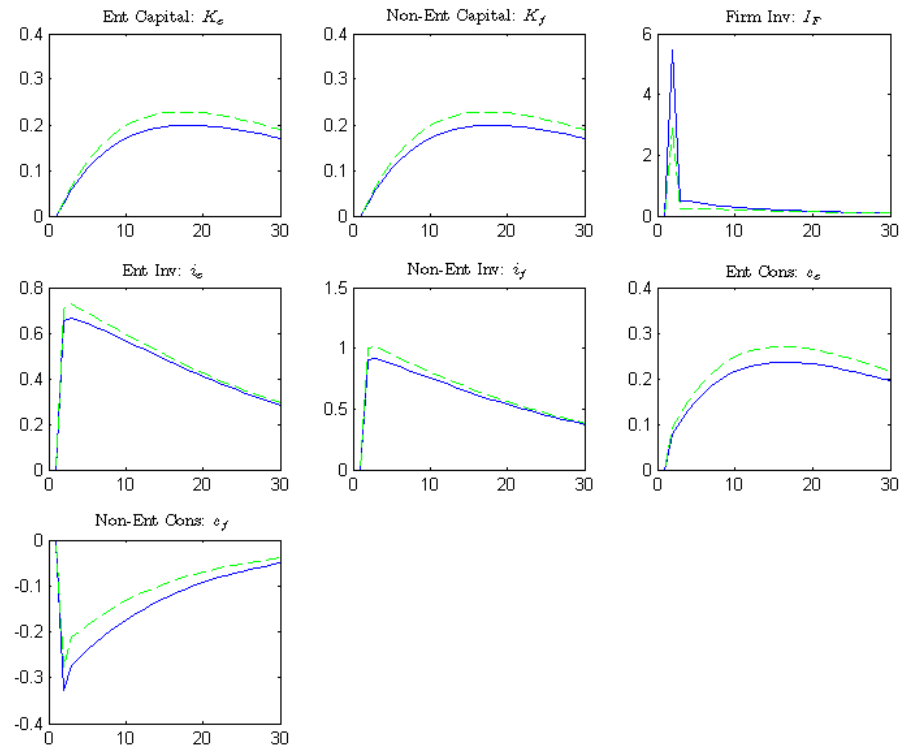 Ent Capital: Kₑ
Non-Ent Capital: K_f
Firm Inv: I_F
0.4
0.3
0.2
0.1
0
0 10 20 30
0.4
0.3
0.2
0.1
0
0 10 20 30
6
4
2
0
0 10 20 30
Ent Inv: iₑ
Non-Ent Inv: i_f
Ent Cons: cₑ
0.8
0.6
0.4
0.2
0
0 10 20 30
1.5
1
0.5
0
0 10 20 30
0.4
0.3
0.2
0.1
0
0 10 20 30
Non-Ent Cons: c_f
0
-0.1
-0.2
-0.3
-0.4
0 10 20 30